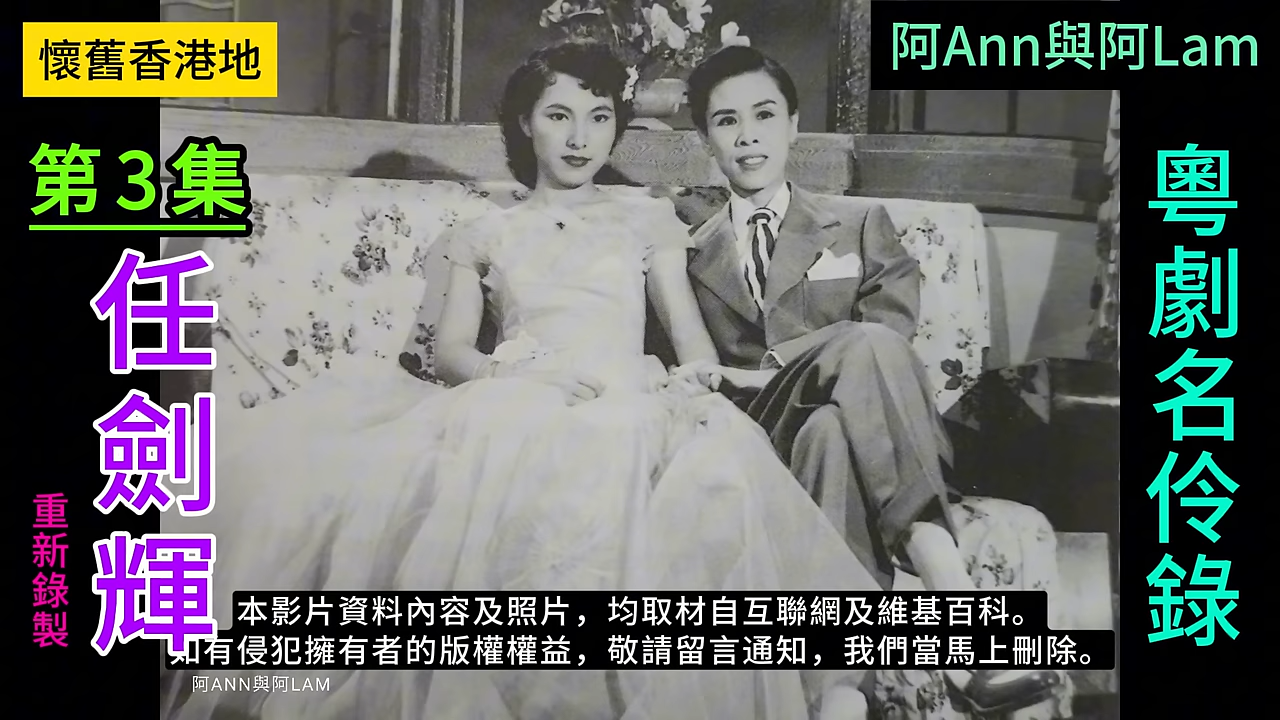 懷舊香港地
阿Ann與阿Lam
第3集
任劍輝
重新錄製
粵劇名伶錄
本影片資料內容及照片，均取材自互聯網及維基百科。
如有侵犯擁有者的版權權益，敬請留言通知，我們當馬上刪除。
阿ANN與阿LAM